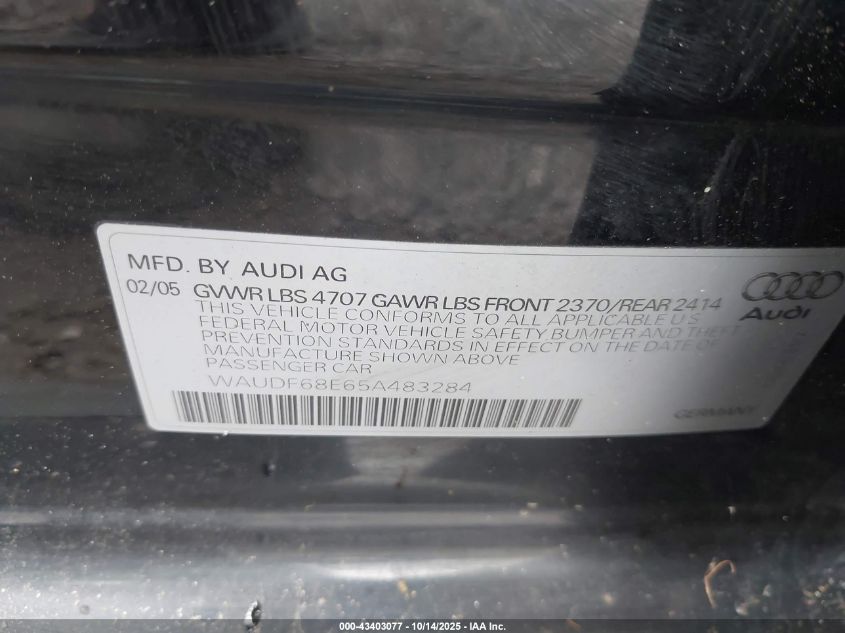 MFD. BY AUDI AG
02/05 GVWR LBS 4707 GAWR LBS FRONT 2370/REAR 2414
THIS VEHICLE CONFORMS TO ALL APPLICABLE U.S.
FEDERAL MOTOR VEHICLE SAFETY BUMPER AND THEFT
PREVENTION STANDARDS IN EFFECT ON THE DATE OF
MANUFACTURE SHOWN ABOVE
PASSENGER CAR
WAUDF68E65A483284
Audi
GERMANY
000-43403077 - 10/14/2025 - IAA Inc.